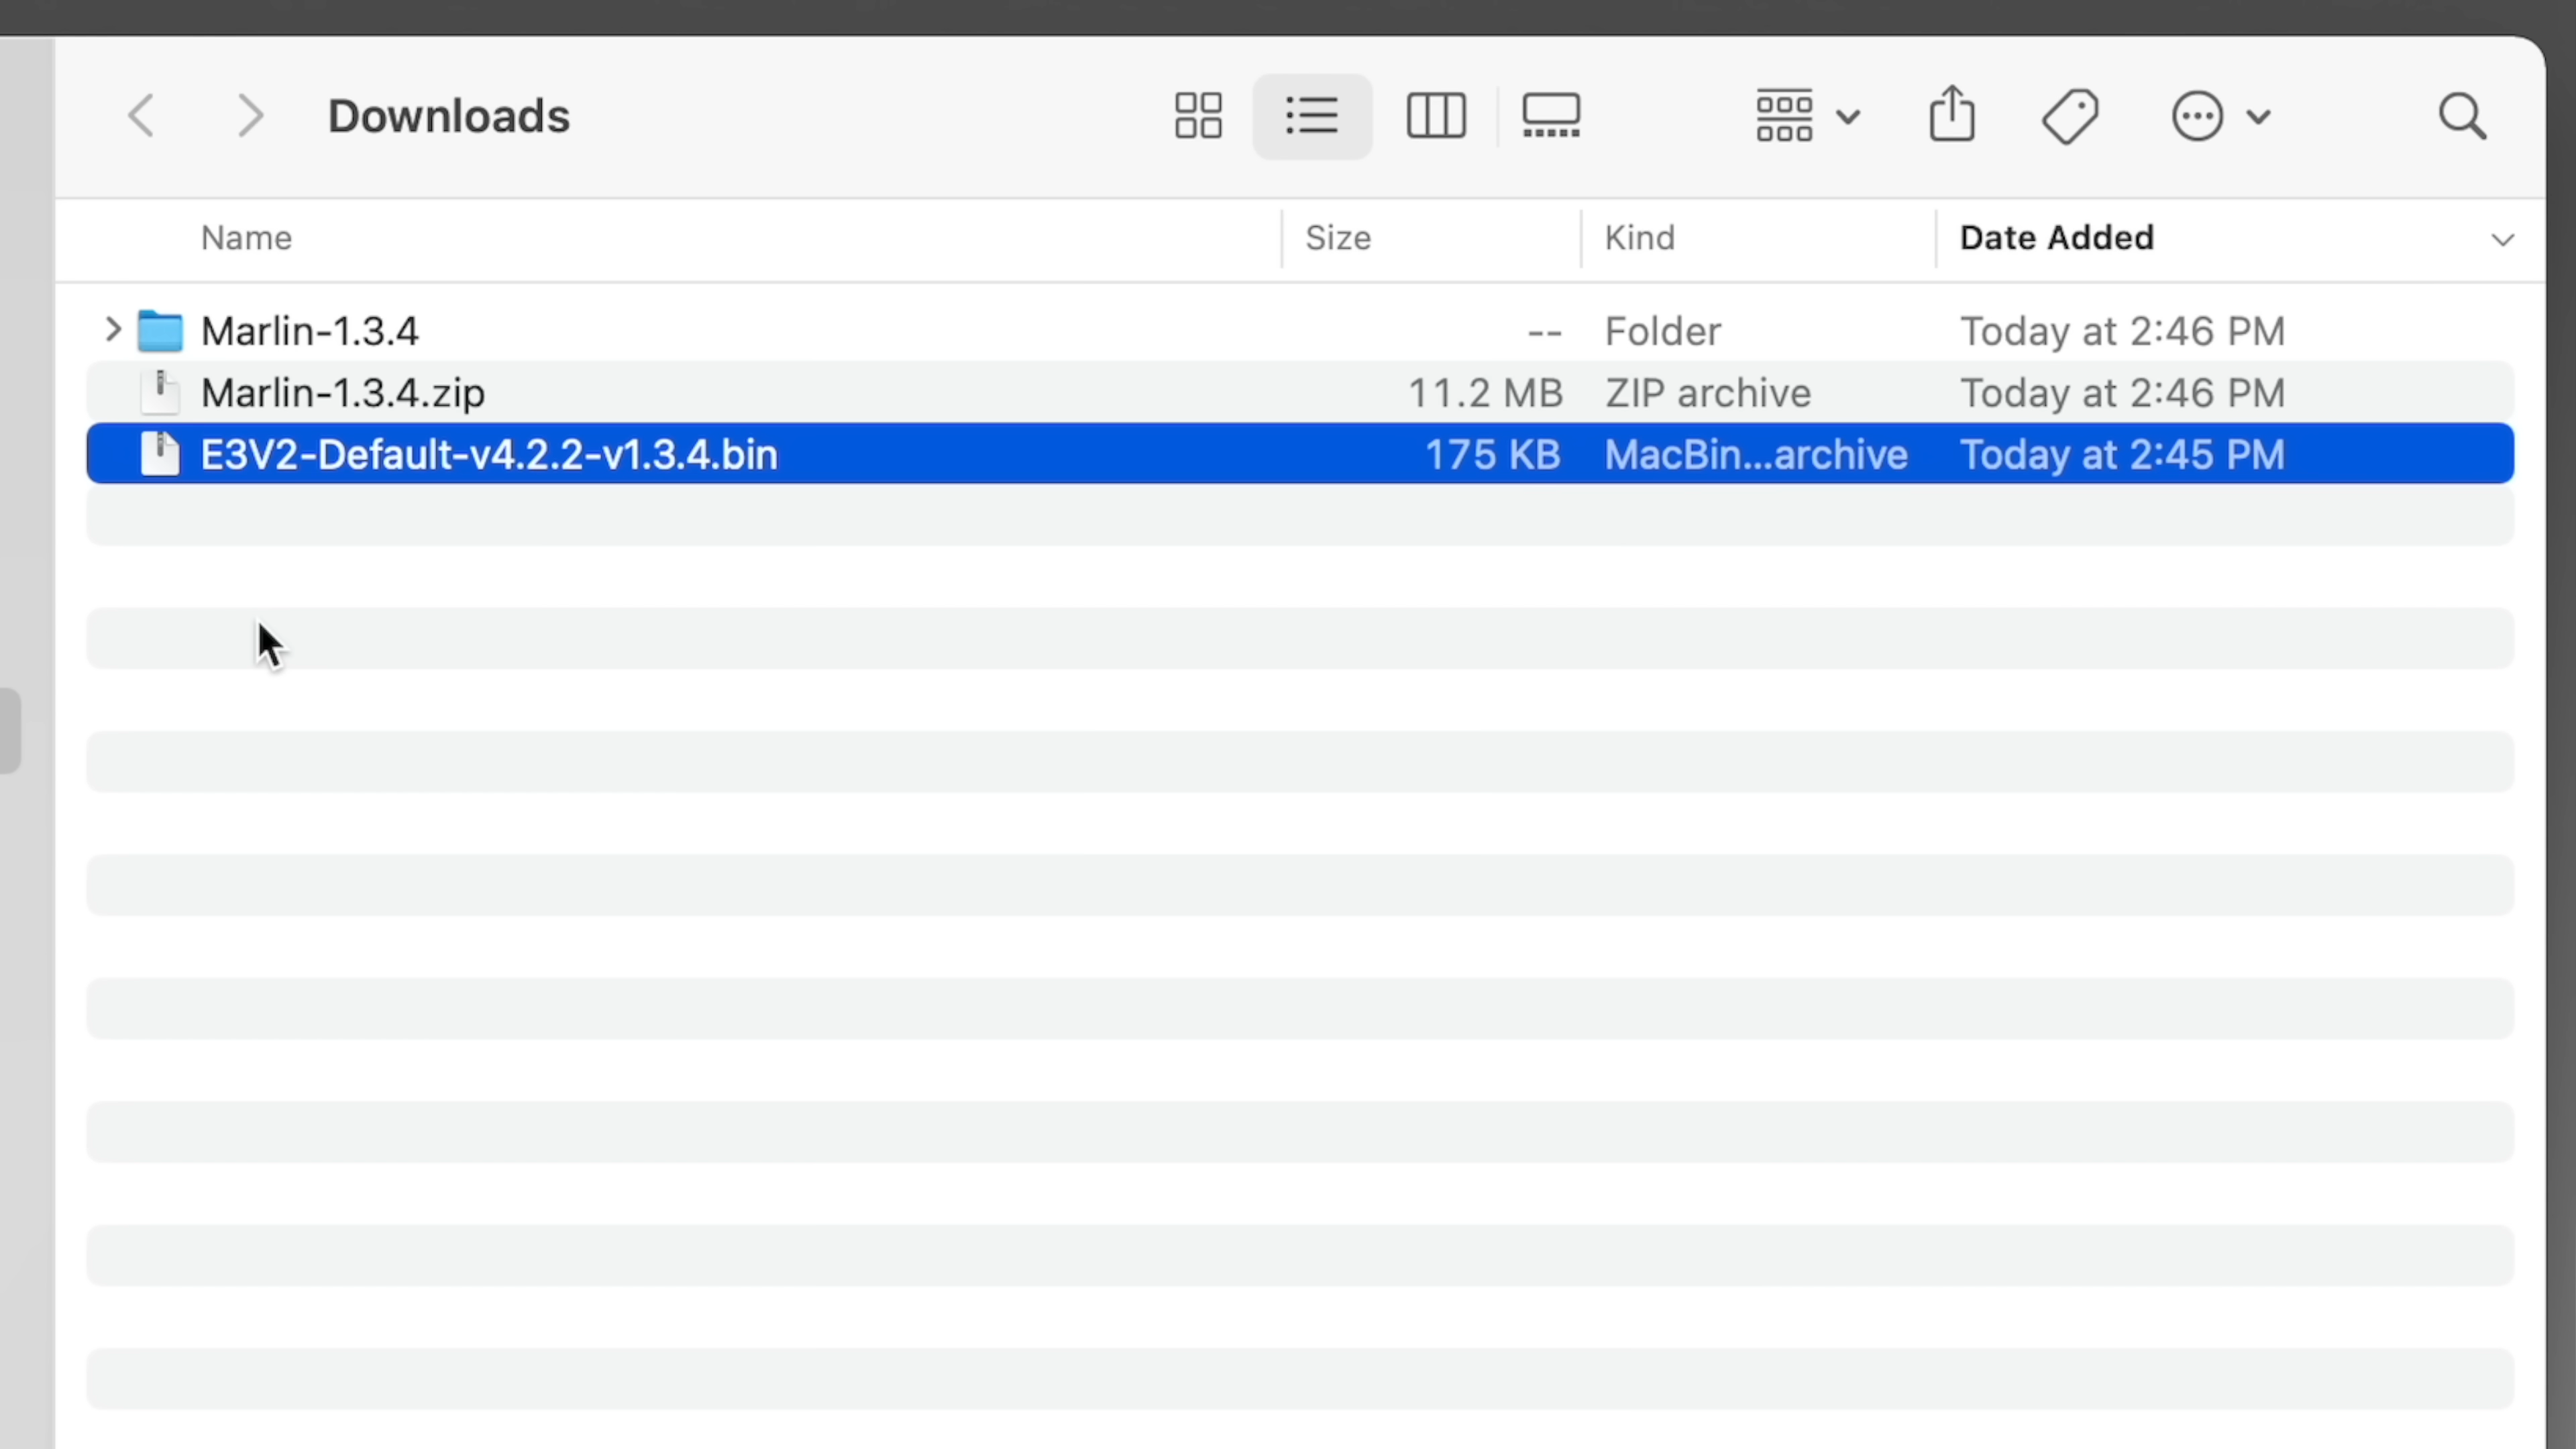 Downloads
Name Size Kind Date Added
Marlin-1.3.4 -- Folder Today at 2:46 PM
Marlin-1.3.4.zip 11.2 MB ZIP archive Today at 2:46 PM
E3V2-Default-v4.2.2-v1.3.4.bin 175 KB MacBin...archive Today at 2:45 PM